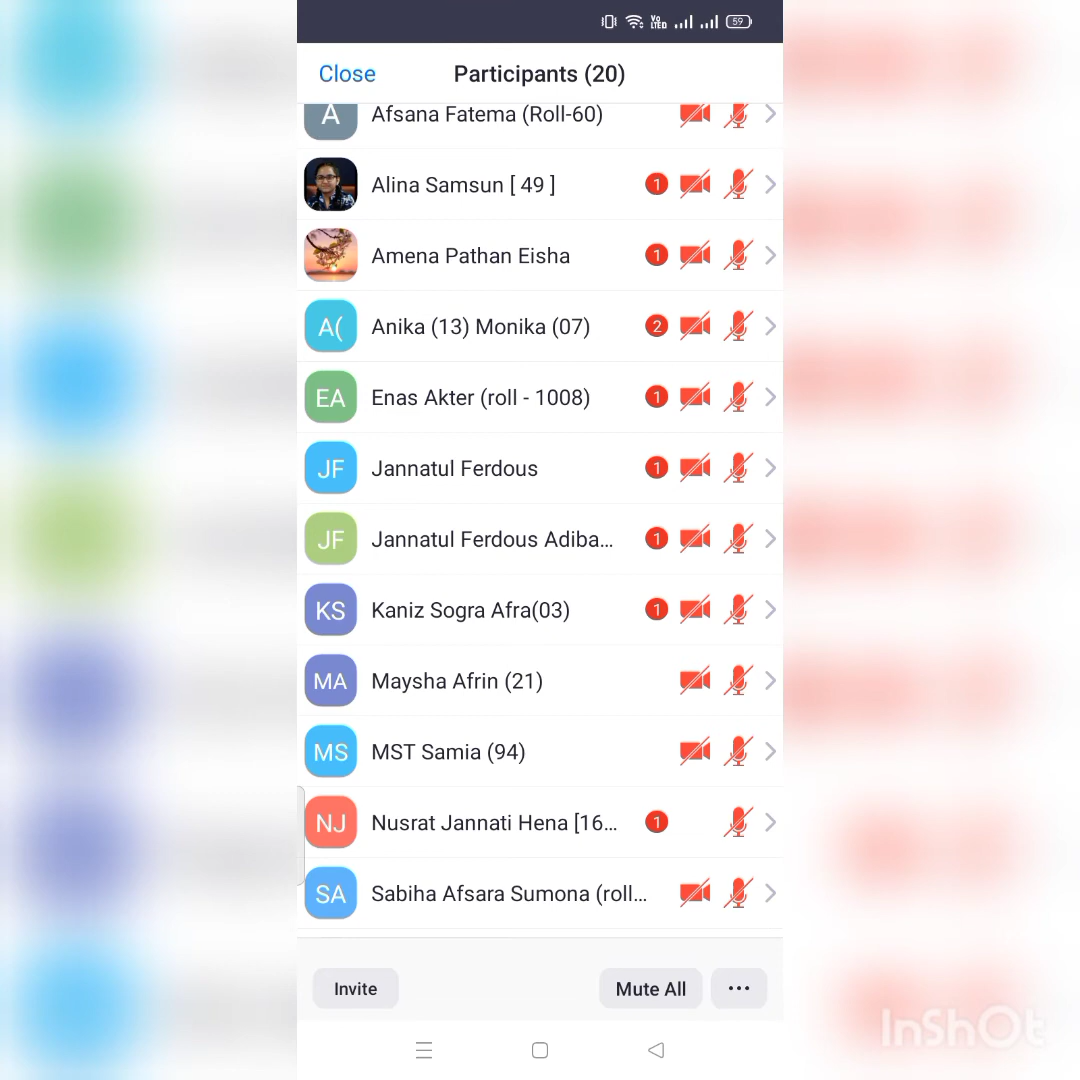 Vo LTED 59
Close Participants (20)
A Afsana Fatema (Roll-60)
Alina Samsun [ 49 ] 1
Amena Pathan Eisha 1
A( Anika (13) Monika (07) 2
EA Enas Akter (roll - 1008) 1
JF Jannatul Ferdous 1
JF Jannatul Ferdous Adiba... 1
KS Kaniz Sogra Afra(03) 1
MA Maysha Afrin (21)
MS MST Samia (94)
NJ Nusrat Jannati Hena [16... 1
SA Sabiha Afsara Sumona (roll...
Invite Mute All ...
InShOt